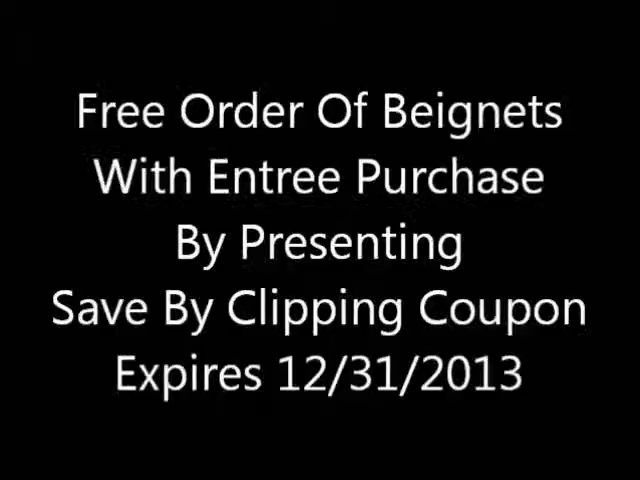 Free Order Of Beignets
With Entree Purchase
By Presenting
Save By Clipping Coupon
Expires 12/31/2013